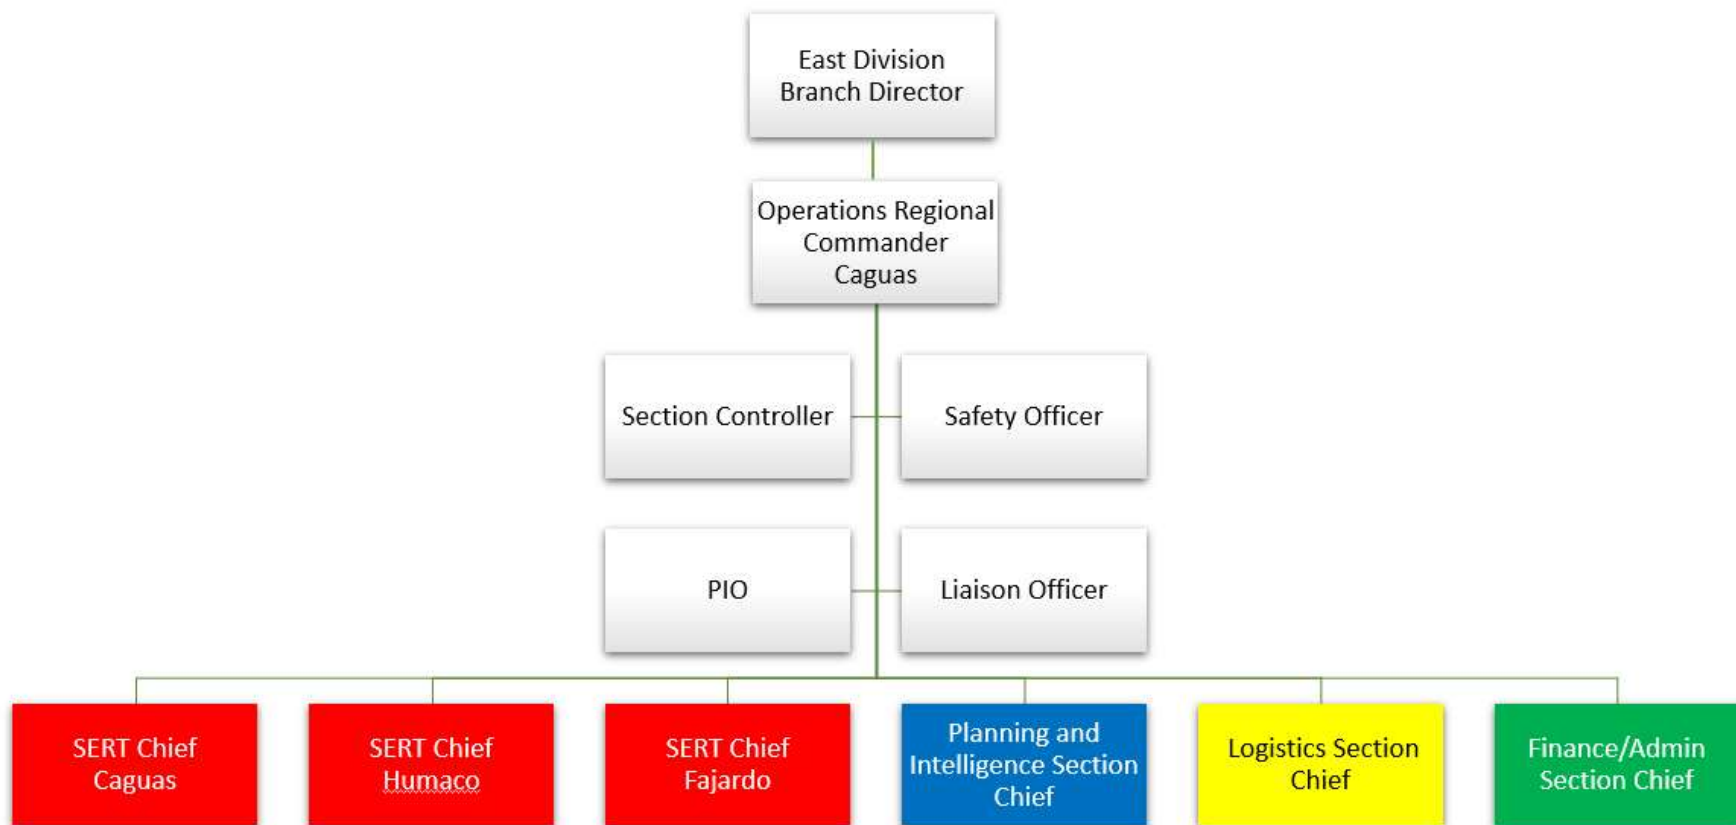 East Division
Branch Director
Operations Regional
Commander
Caguas
Section Controller
Safety Officer
PIO
Liaison Officer
SERT Chief
Caguas
SERT Chief
Humaco
SERT Chief
Fajardo
Planning and
Intelligence Section
Chief
Logistics Section
Chief
Finance/Admin
Section Chief